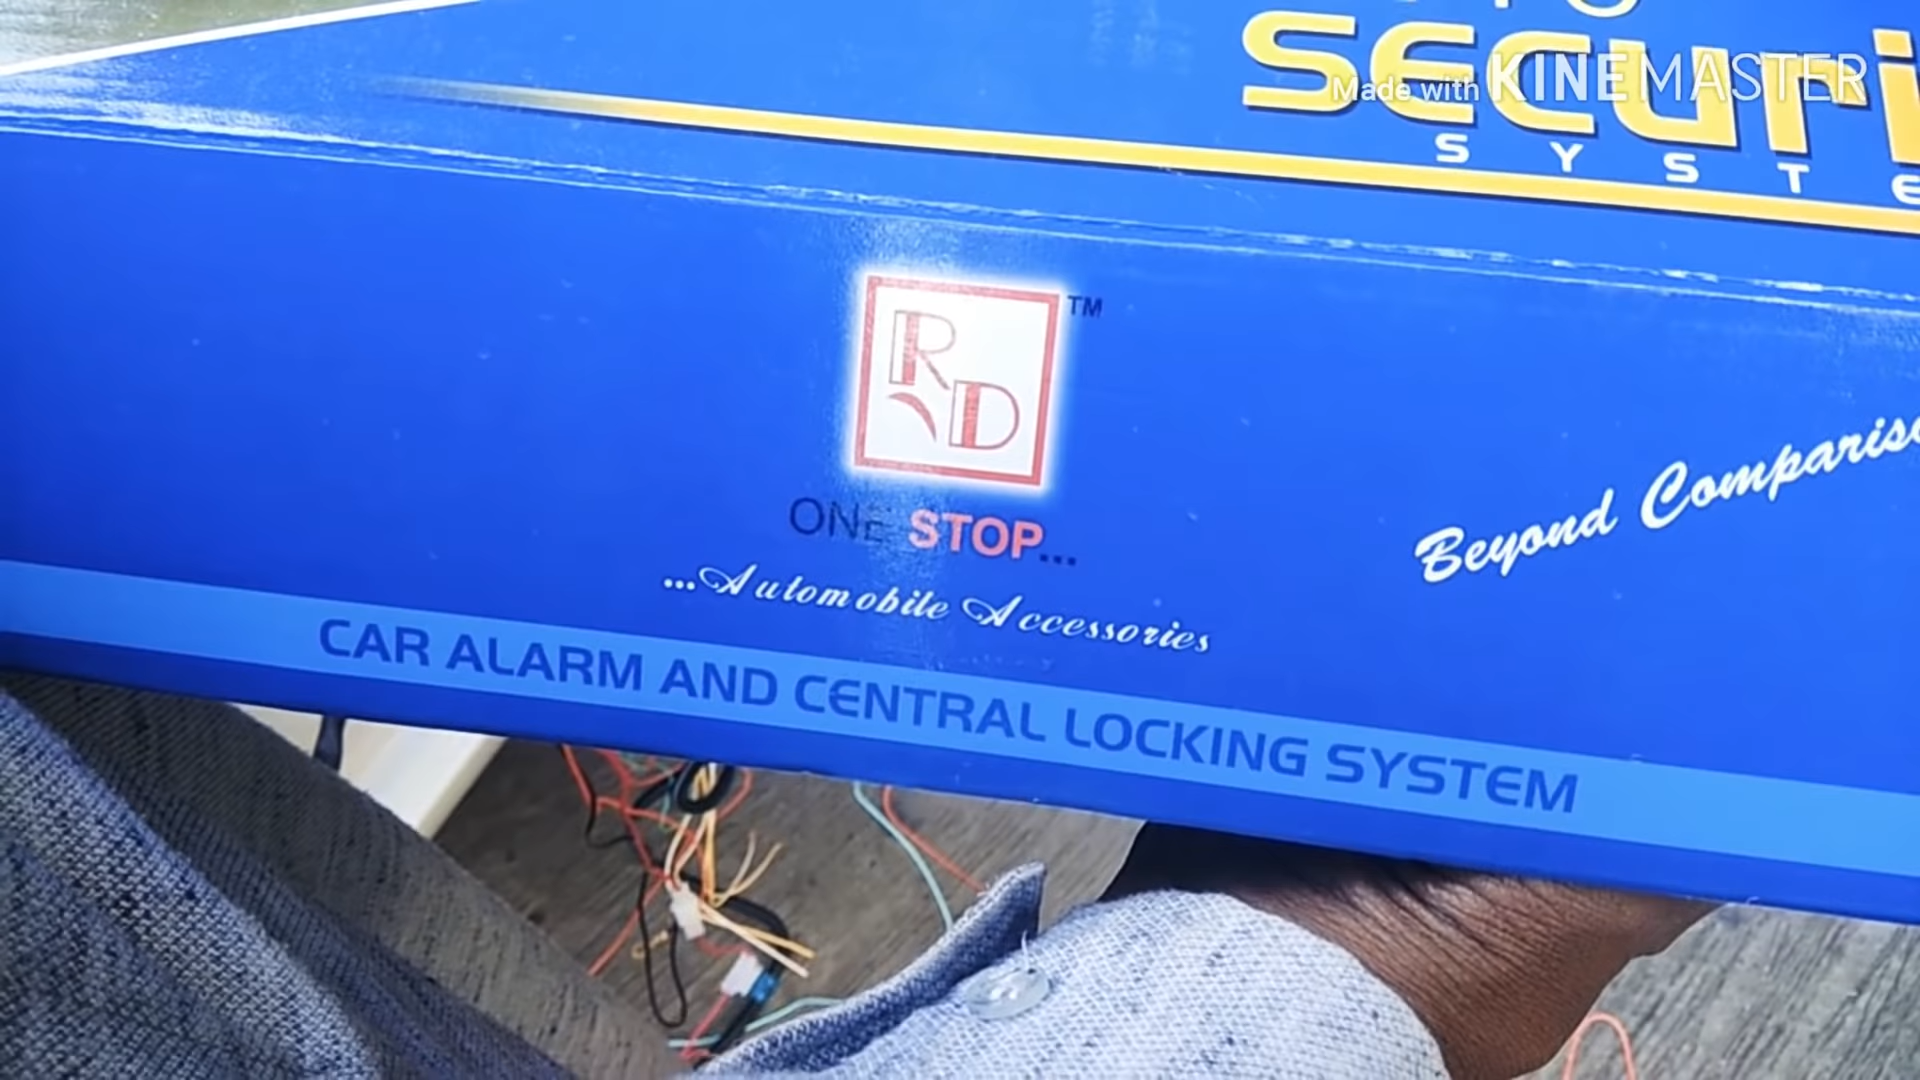 SECURI
Made with KINEMASTER
SYSTE
RD
TM
ONE STOP...
...Automobile Accessories
Beyond Comparis
CAR ALARM AND CENTRAL LOCKING SYSTEM